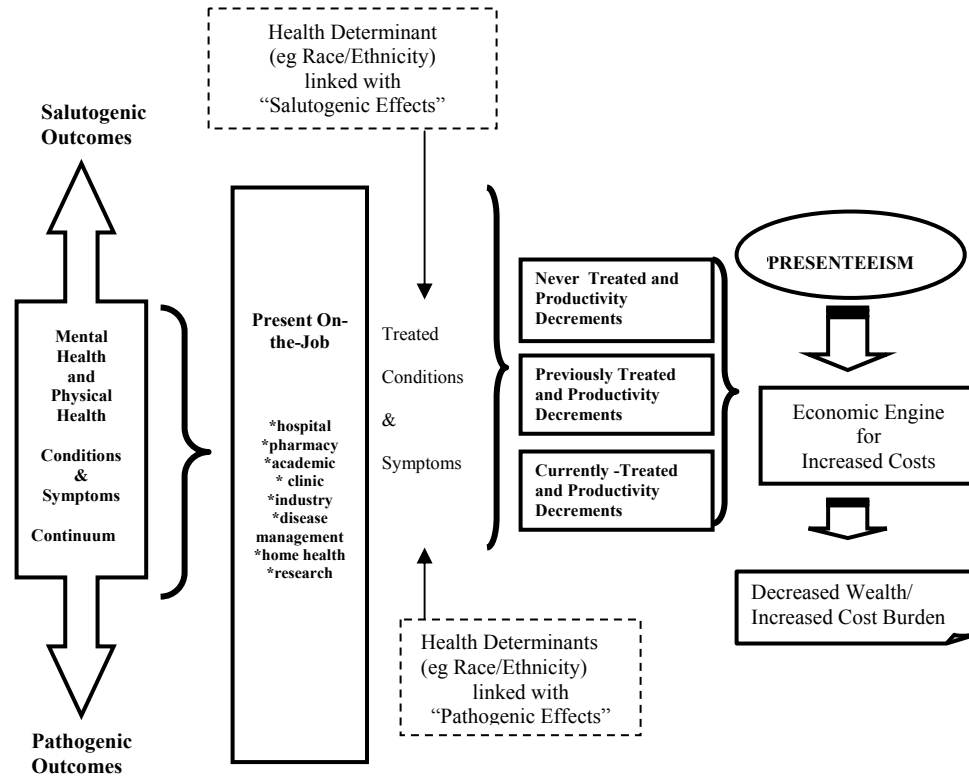 Health Determinant
(eg Race/Ethnicity)
linked with
“Salutogenic Effects”
Salutogenic
Outcomes
Mental
Health
and
Physical
Health
Conditions
&
Symptoms
Continuum
Pathogenic
Outcomes
Present On-
the-Job
*hospital
*pharmacy
*academic
* clinic
*industry
*disease
management
*home health
*research
Treated
Conditions
&
Symptoms
Health Determinants
(eg Race/Ethnicity)
linked with
“Pathogenic Effects”
Never Treated and
Productivity
Decrements
Previously Treated
and Productivity
Decrements
Currently -Treated
and Productivity
Decrements
PRESENTEEISM
Economic Engine
for
Increased Costs
Decreased Wealth/
Increased Cost Burden